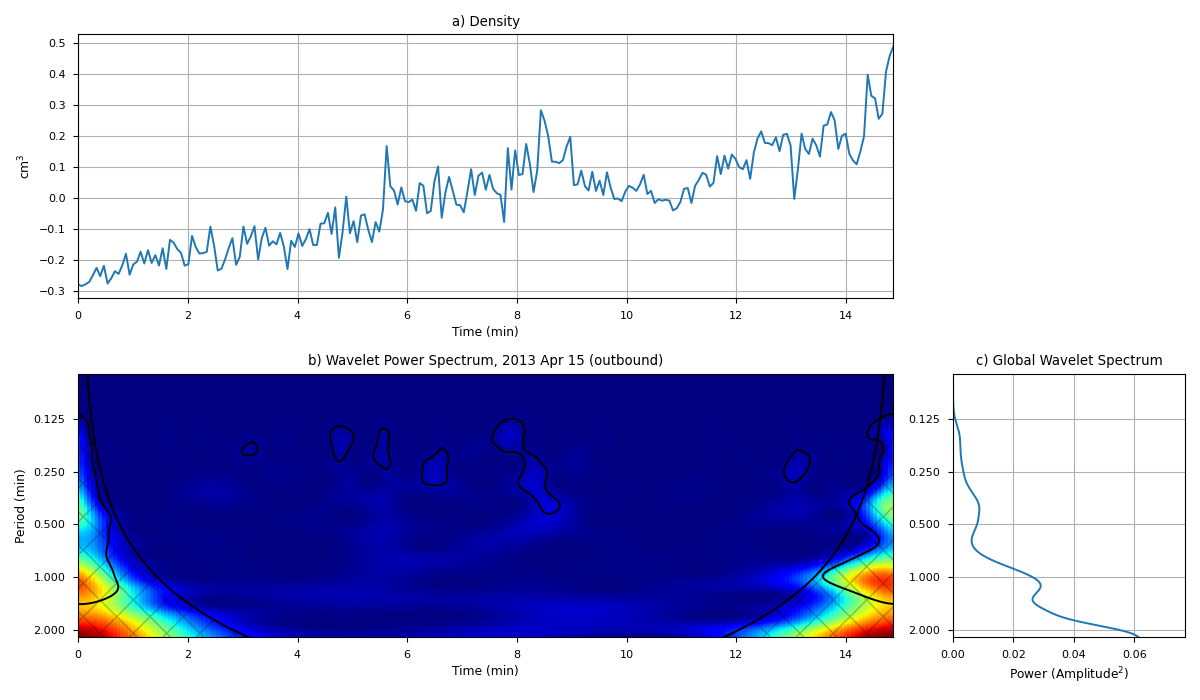 a) Density
0.5
0.4
0.3
0.2
0.1
0.0
−0.1
−0.2
−0.3
cm³
0 2 4 6 8 10 12 14
Time (min)
b) Wavelet Power Spectrum, 2013 Apr 15 (outbound)
0.125
0.250
0.500
1.000
2.000
Period (min)
0 2 4 6 8 10 12 14
Time (min)
c) Global Wavelet Spectrum
0.125
0.250
0.500
1.000
2.000
0.00 0.02 0.04 0.06
Power (Amplitude²)